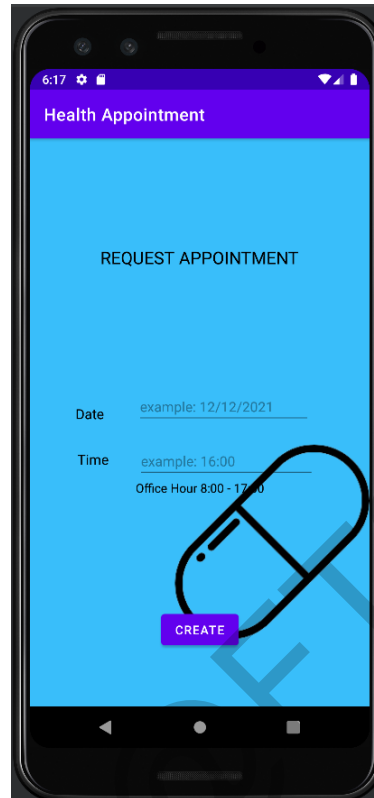 6:17
Health Appointment
REQUEST APPOINTMENT
Date example: 12/12/2021
Time example: 16:00
Office Hour 8:00 - 17:00
CREATE